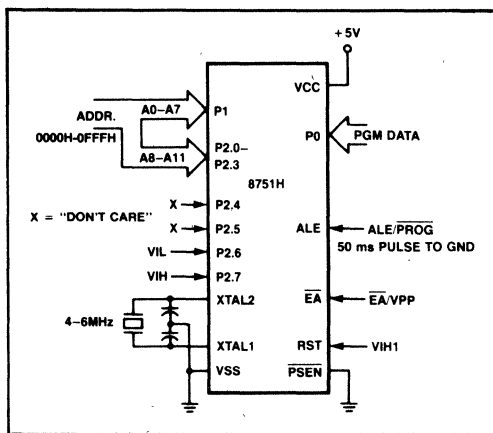 +5V
VCC
ADDR.
0000H-0FFFH
A0–A7
P1
P0
PGM DATA
A8–A11
P2.0–
P2.3
8751H
X = "DON'T CARE"
X
P2.4
X
P2.5
ALE
ALE/PROG
50 ms PULSE TO GND
VIL
P2.6
VIH
P2.7
XTAL2
EA
EA/VPP
4–6MHz
XTAL1
RST
VIH1
VSS
PSEN